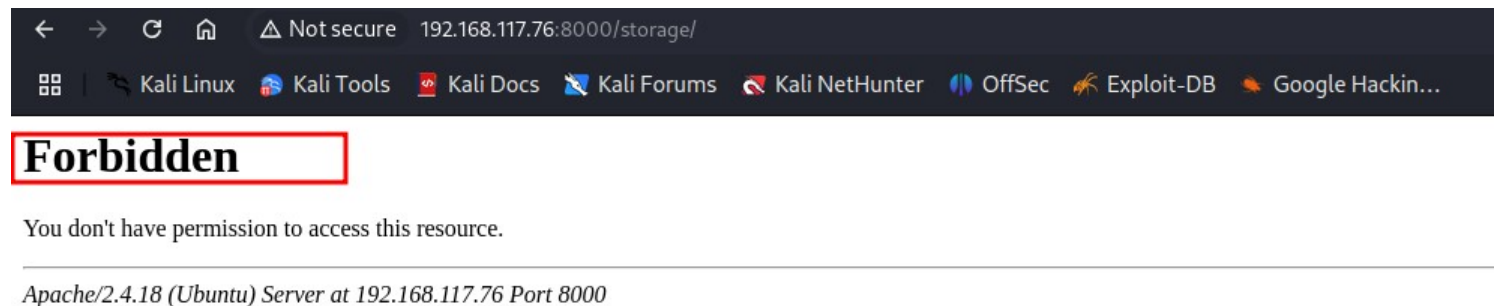 Not secure 192.168.117.76:8000/storage/
Kali Linux Kali Tools Kali Docs Kali Forums Kali NetHunter OffSec Exploit-DB Google Hackin...
Forbidden
You don't have permission to access this resource.
Apache/2.4.18 (Ubuntu) Server at 192.168.117.76 Port 8000